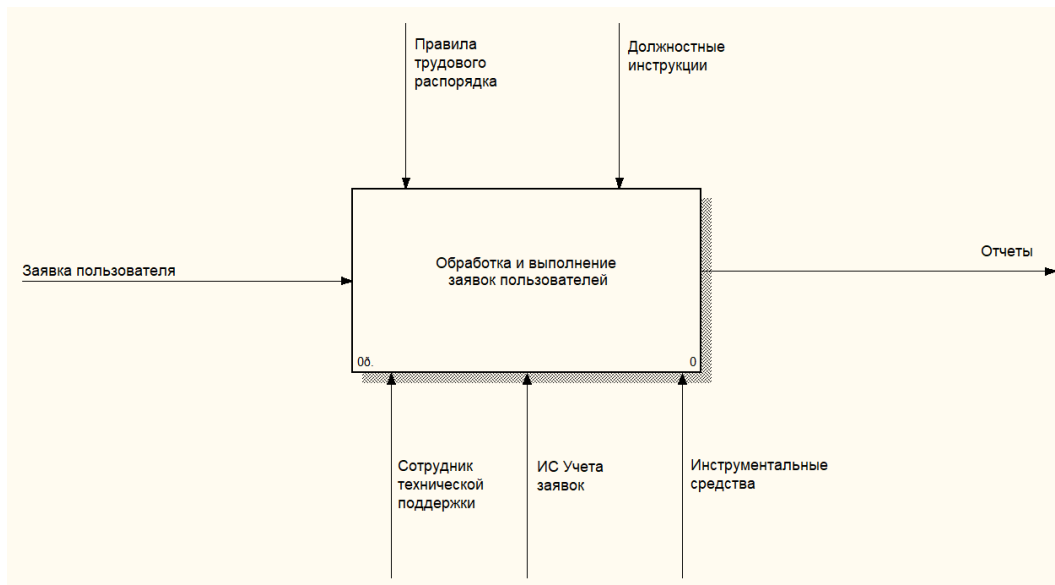 Правила
трудового
распорядка
Должностные
инструкции
Заявка пользователя
Обработка и выполнение
заявок пользователей
Отчеты
0ð.
0
Сотрудник
технической
поддержки
ИС Учета
заявок
Инструментальные
средства